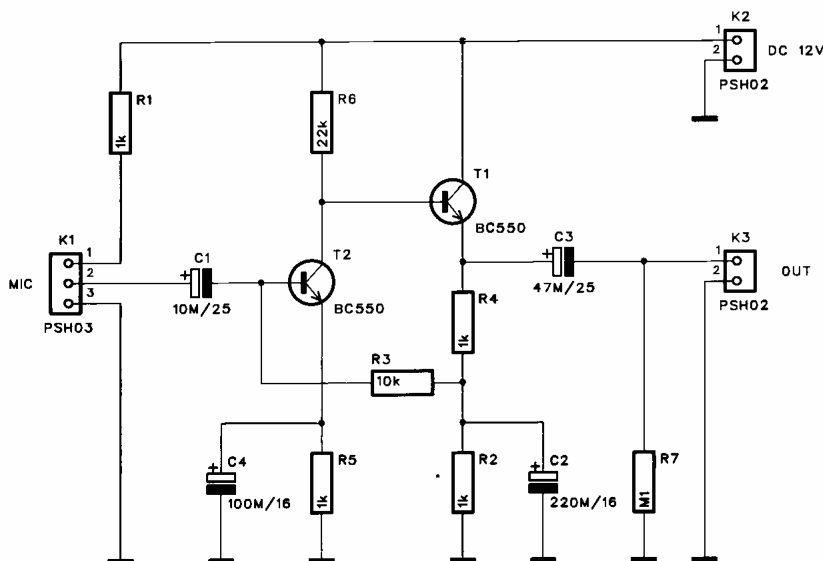 K2
1
2
DC 12V
PSH02
R1
1k
R6
22k
T1
BC550
K1
1
2
3
MIC
PSH03
C1
+
10M/25
T2
BC550
C3
+
47M/25
K3
1
2
OUT
PSH02
R4
1k
R3
10k
C4
+
100M/16
R5
1k
R2
1k
C2
+
220M/16
R7
M1